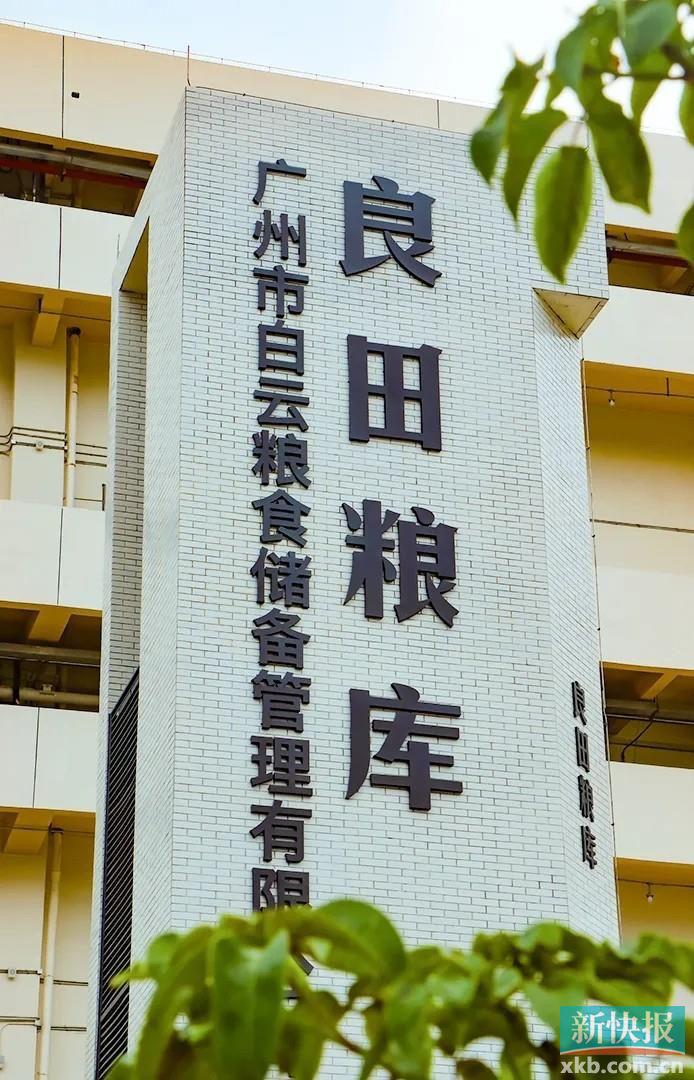 良田粮库
广州市白云粮食储备管理有限
良田粮库
新快报
xkb.com.cn